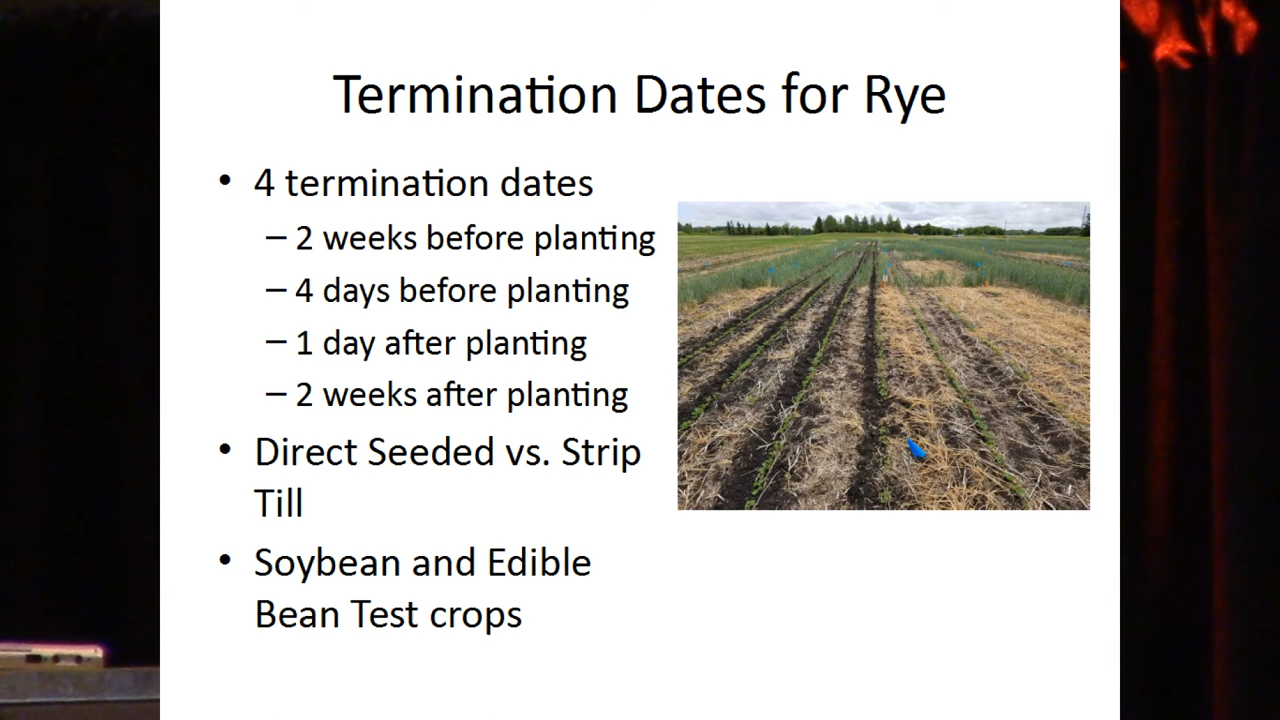 Termination Dates for Rye
• 4 termination dates
– 2 weeks before planting
– 4 days before planting
– 1 day after planting
– 2 weeks after planting
• Direct Seeded vs. Strip
Till
• Soybean and Edible
Bean Test crops